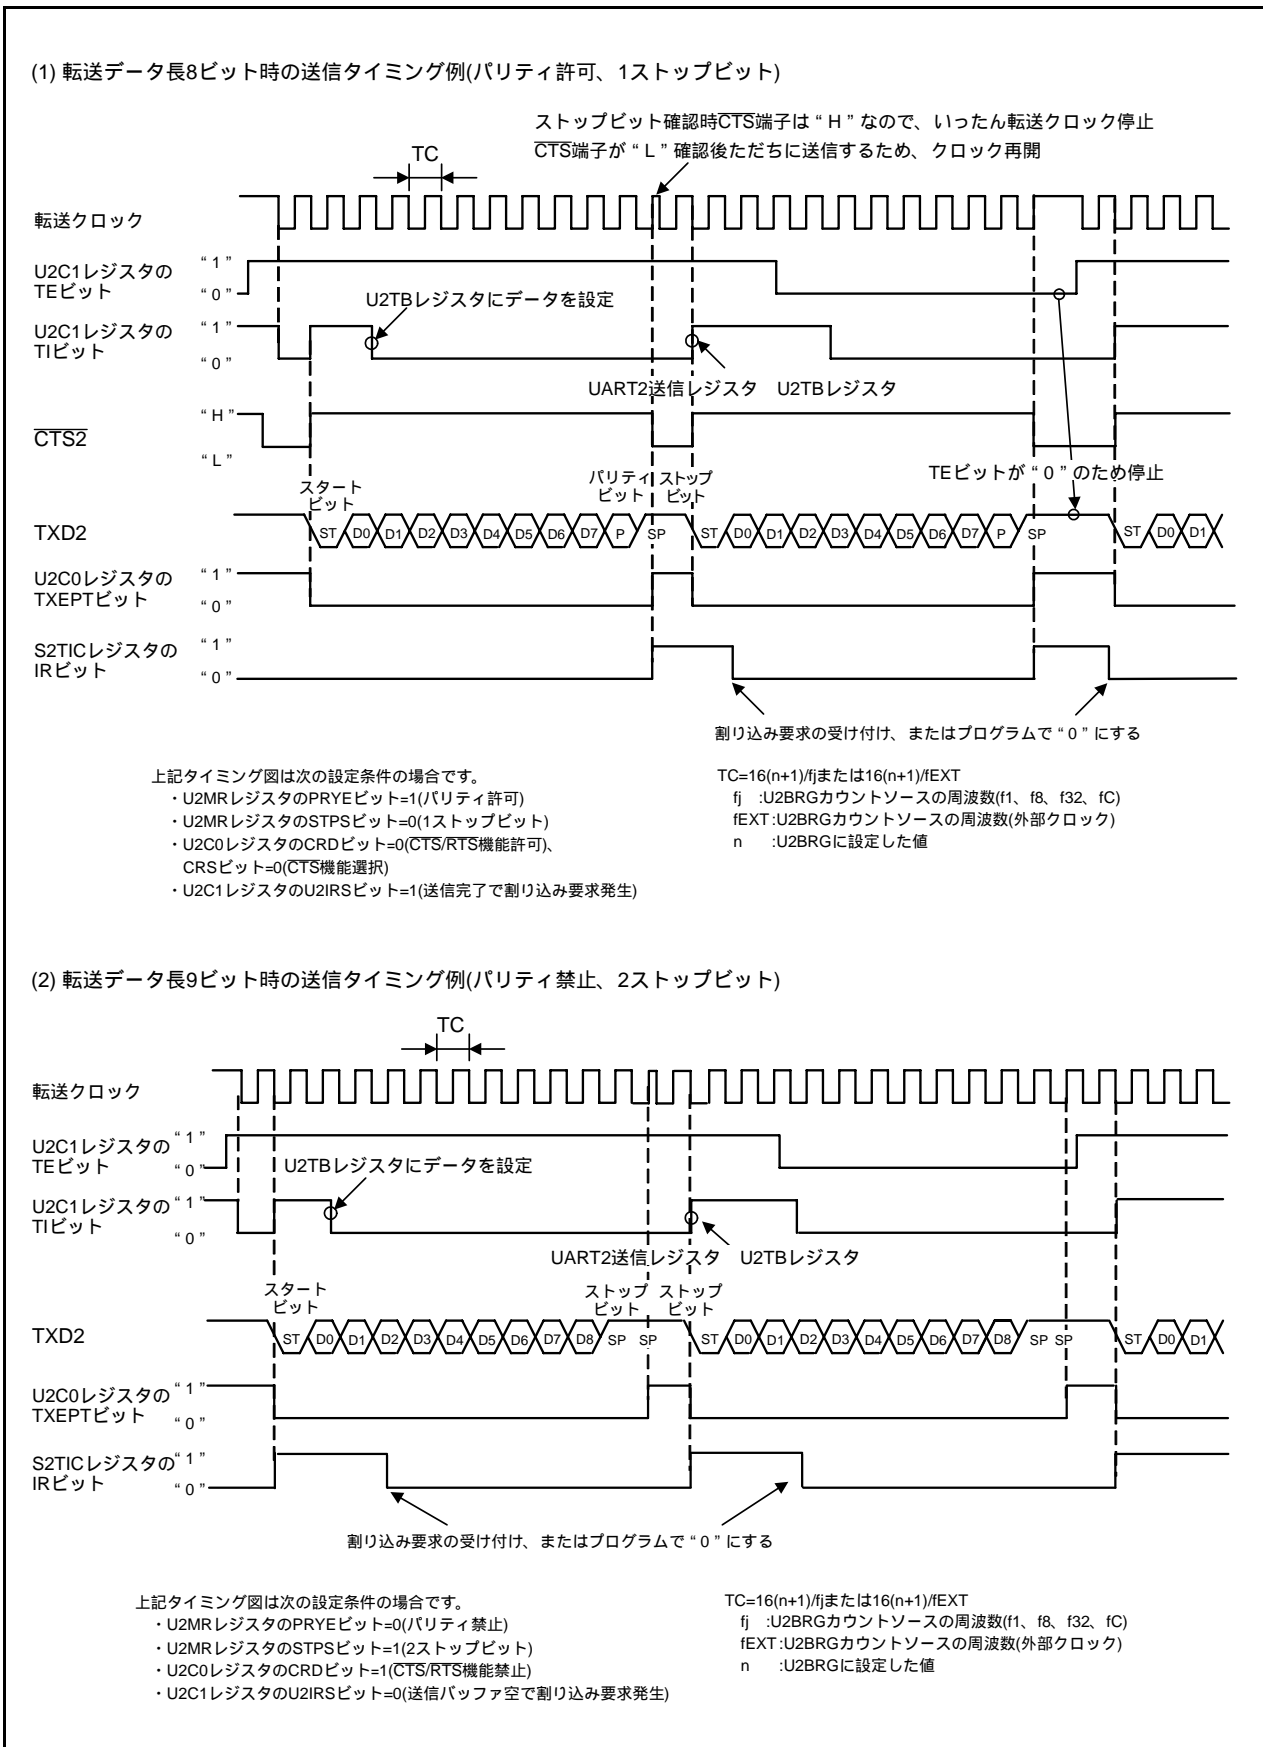 (1) 転送データ長8ビット時の送信タイミング例(パリティ許可、1ストップビット)
ストップビット確認時CTS端子は“ H ”なので、いったん転送クロック停止
CTS端子が“ L ”確認後ただちに送信するため、クロック再開
TC
転送クロック
U2C1レジスタの
TEビット
“ 1 ”
“ 0 ”
U2TBレジスタにデータを設定
U2C1レジスタの
TIビット
“ 1 ”
“ 0 ”
UART2送信レジスタ U2TBレジスタ
CTS2
“ H ”
“ L ”
TEビットが“ 0 ”のため停止
スタート
ビット
パリティ
ビット
ストップ
ビット
TXD2
ST D0 D1 D2 D3 D4 D5 D6 D7 P SP ST D0 D1 D2 D3 D4 D5 D6 D7 P SP ST D0 D1
U2C0レジスタの
TXEPTビット
“ 1 ”
“ 0 ”
S2TICレジスタの
IRビット
“ 1 ”
“ 0 ”
割り込み要求の受け付け、またはプログラムで“ 0 ”にする
上記タイミング図は次の設定条件の場合です。
・U2MRレジスタのPRYEビット=1(パリティ許可)
・U2MRレジスタのSTPSビット=0(1ストップビット)
・U2C0レジスタのCRDビット=0(CTS/RTS機能許可)、
CRSビット=0(CTS機能選択)
・U2C1レジスタのU2IRSビット=1(送信完了で割り込み要求発生)
TC=16(n+1)/fjまたは16(n+1)/fEXT
fj :U2BRGカウントソースの周波数(f1、f8、f32、fC)
fEXT:U2BRGカウントソースの周波数(外部クロック)
n :U2BRGに設定した値
(2) 転送データ長9ビット時の送信タイミング例(パリティ禁止、2ストップビット)
TC
転送クロック
U2C1レジスタの
TEビット
“ 1 ”
“ 0 ”
U2TBレジスタにデータを設定
U2C1レジスタの
TIビット
“ 1 ”
“ 0 ”
UART2送信レジスタ U2TBレジスタ
スタート
ビット
ストップ
ビット
ストップ
ビット
TXD2
ST D0 D1 D2 D3 D4 D5 D6 D7 D8 SP SP ST D0 D1 D2 D3 D4 D5 D6 D7 D8 SP SP ST D0 D1
U2C0レジスタの
TXEPTビット
“ 1 ”
“ 0 ”
S2TICレジスタの
IRビット
“ 1 ”
“ 0 ”
割り込み要求の受け付け、またはプログラムで“ 0 ”にする
上記タイミング図は次の設定条件の場合です。
・U2MRレジスタのPRYEビット=0(パリティ禁止)
・U2MRレジスタのSTPSビット=1(2ストップビット)
・U2C0レジスタのCRDビット=1(CTS/RTS機能禁止)
・U2C1レジスタのU2IRSビット=0(送信バッファ空で割り込み要求発生)
TC=16(n+1)/fjまたは16(n+1)/fEXT
fj :U2BRGカウントソースの周波数(f1、f8、f32、fC)
fEXT:U2BRGカウントソースの周波数(外部クロック)
n :U2BRGに設定した値